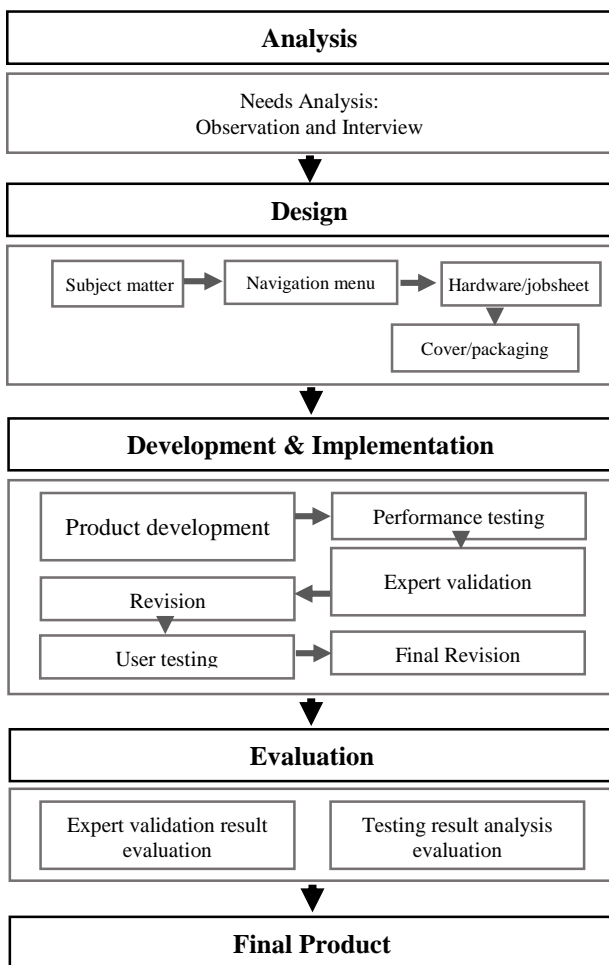 Analysis
Needs Analysis:
Observation and Interview
Design
Subject matter
Navigation menu
Hardware/jobsheet
Cover/packaging
Development & Implementation
Product development
Performance testing
Expert validation
Revision
User testing
Final Revision
Evaluation
Expert validation result
evaluation
Testing result analysis
evaluation
Final Product